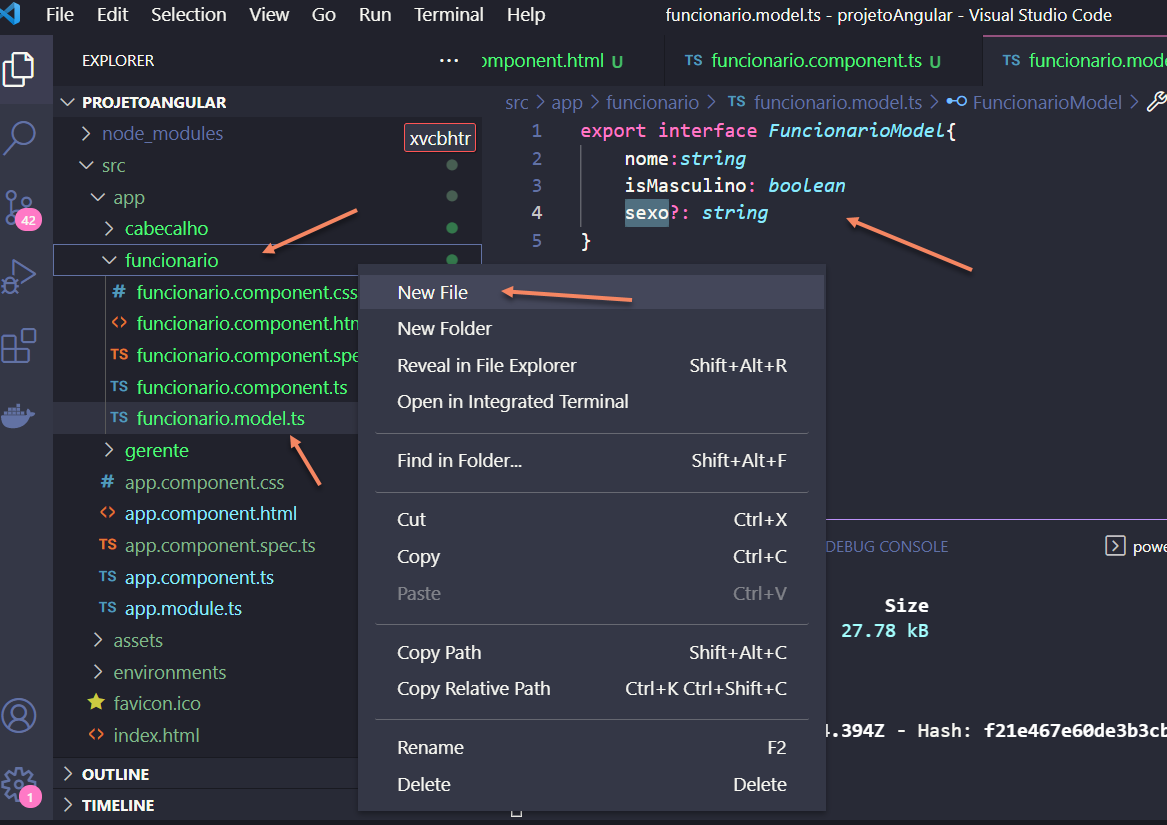 File Edit Selection View Go Run Terminal Help funcionario.model.ts - projetoAngular - Visual Studio Code
EXPLORER ··· omponent.html U TS funcionario.component.ts U TS funcionario.mode
PROJETOANGULAR
src > app > funcionario > TS funcionario.model.ts > FuncionarioModel >
node_modules
xvcbhtr
src
app
cabecalho
funcionario
# funcionario.component.css
<> funcionario.component.htm
TS funcionario.component.spe
TS funcionario.component.ts
TS funcionario.model.ts
gerente
# app.component.css
<> app.component.html
TS app.component.spec.ts
TS app.component.ts
TS app.module.ts
assets
environments
favicon.ico
<> index.html
OUTLINE
TIMELINE
42
1
1 export interface FuncionarioModel{
2 nome:string
3 isMasculino: boolean
4 sexo?: string
5 }
New File
New Folder
Reveal in File Explorer Shift+Alt+R
Open in Integrated Terminal
Find in Folder... Shift+Alt+F
Cut Ctrl+X
Copy Ctrl+C
Paste Ctrl+V
Copy Path Shift+Alt+C
Copy Relative Path Ctrl+K Ctrl+Shift+C
Rename F2
Delete Delete
DEBUG CONSOLE powe
Size
27.78 kB
4.394Z - Hash: f21e467e60de3b3cb